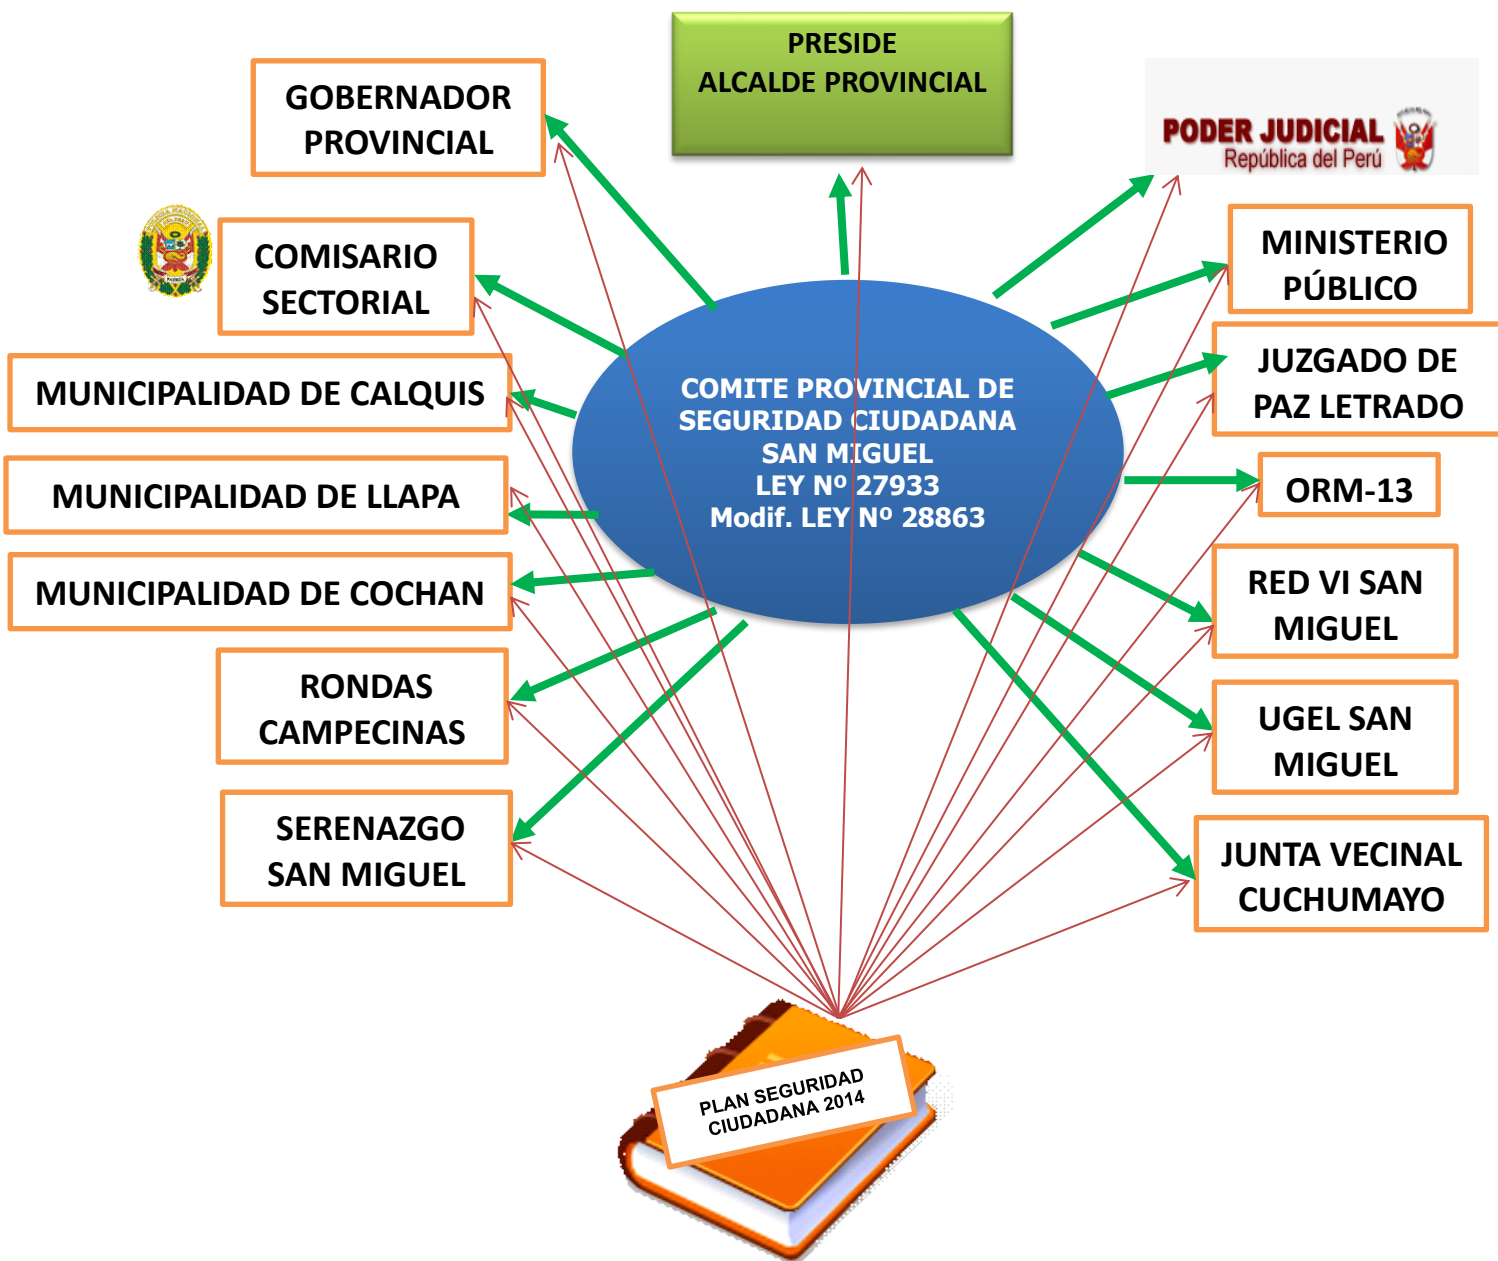 PRESIDE
ALCALDE PROVINCIAL
GOBERNADOR
PROVINCIAL
PODER JUDICIAL
República del Perú
COMISARIO
SECTORIAL
MINISTERIO
PÚBLICO
MUNICIPALIDAD DE CALQUIS
JUZGADO DE
PAZ LETRADO
COMITE PROVINCIAL DE
SEGURIDAD CIUDADANA
SAN MIGUEL
LEY Nº 27933
Modif. LEY Nº 28863
MUNICIPALIDAD DE LLAPA
ORM-13
MUNICIPALIDAD DE COCHAN
RED VI SAN
MIGUEL
RONDAS
CAMPECINAS
UGEL SAN
MIGUEL
SERENAZGO
SAN MIGUEL
JUNTA VECINAL
CUCHUMAYO
PLAN SEGURIDAD
CIUDADANA 2014